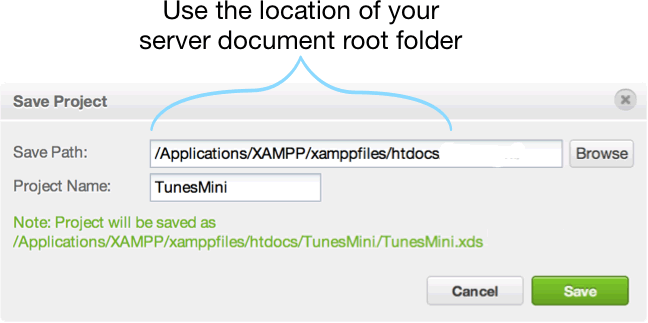 Use the location of your
server document root folder
Save Project
Save Path: /Applications/XAMPP/xamppfiles/htdocs Browse
Project Name: TunesMini
Note: Project will be saved as
/Applications/XAMPP/xamppfiles/htdocs/TunesMini/TunesMini.xds
Cancel Save